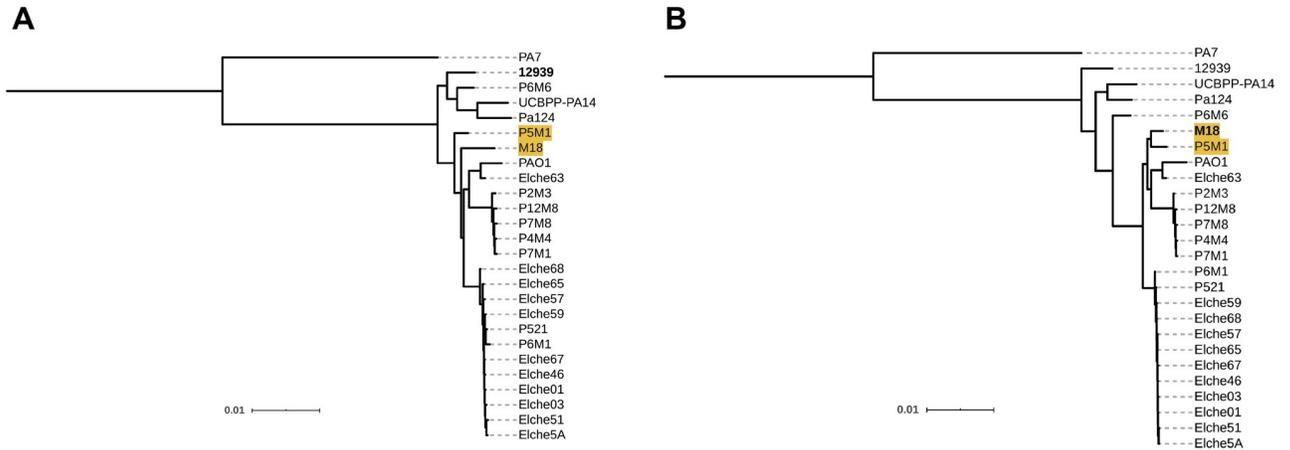 A
PA7
12939
P6M6
UCBPP-PA14
Pa124
P5M1
M18
PAO1
Elche63
P2M3
P12M8
P7M8
P4M4
P7M1
Elche68
Elche65
Elche57
Elche59
P521
P6M1
Elche67
Elche46
Elche01
Elche03
Elche51
Elche5A
0.01
B
PA7
12939
UCBPP-PA14
Pa124
P6M6
M18
P5M1
PAO1
Elche63
P2M3
P12M8
P7M8
P4M4
P7M1
P6M1
P521
Elche59
Elche68
Elche57
Elche65
Elche67
Elche46
Elche03
Elche01
Elche51
Elche5A
0.01